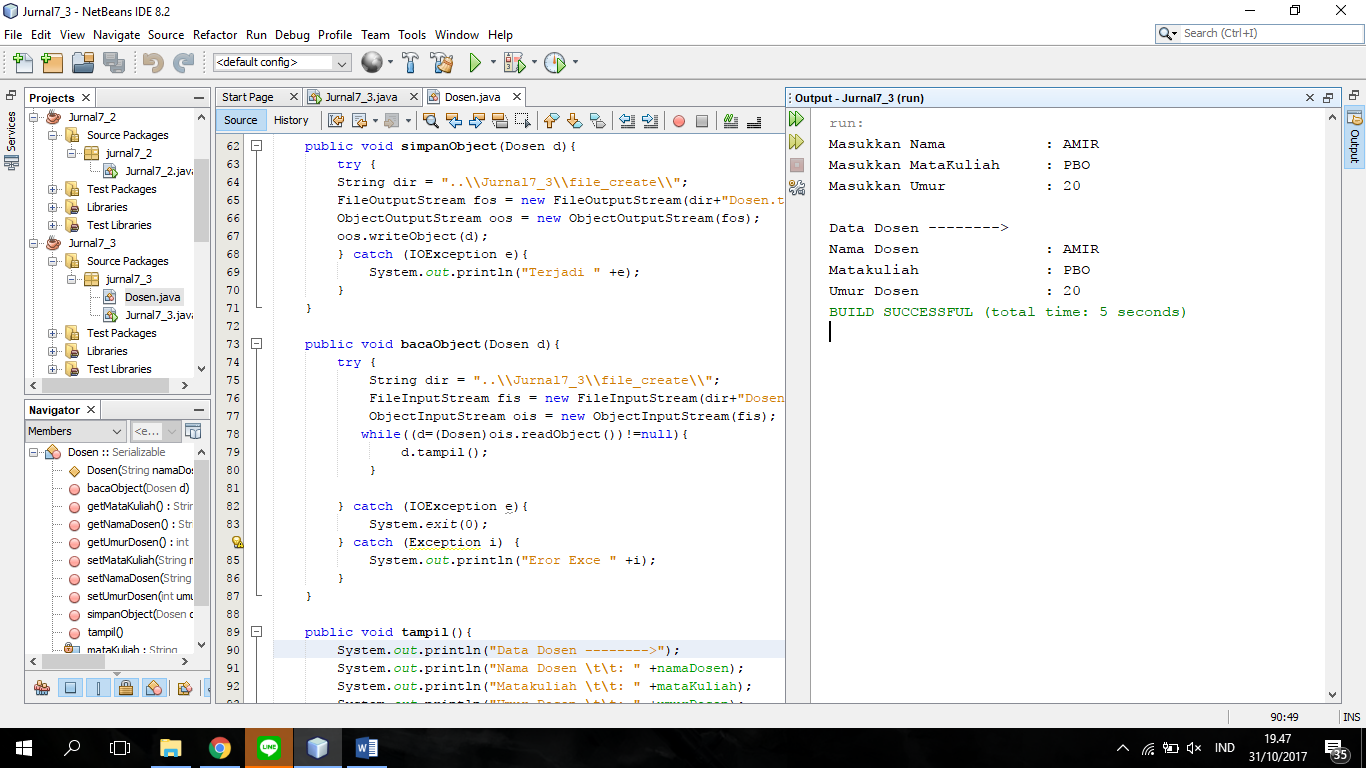 Jurnal7_3 - NetBeans IDE 8.2
File Edit View Navigate Source Refactor Run Debug Profile Team Tools Window Help
Search (Ctrl+I)
<default config>
Services
Projects
Jurnal7_2
Source Packages
jurnal7_2
Jurnal7_2.java
Test Packages
Libraries
Test Libraries
Jurnal7_3
Source Packages
jurnal7_3
Dosen.java
Jurnal7_3.java
Test Packages
Libraries
Test Libraries
Navigator
Members
<e...
Dosen :: Serializable
Dosen(String namaDos
bacaObject(Dosen d)
getMataKuliah() : Strin
getNamaDosen() : Str
getUmurDosen() : int
setMataKuliah(String m
setNamaDosen(String
setUmurDosen(int umu
simpanObject(Dosen d
tampil()
mataKuliah : String
Start Page Jurnal7_3.java Dosen.java
Source History
62 public void simpanObject(Dosen d){
63 try {
64 String dir = "..\\Jurnal7_3\\file_create\\";
65 FileOutputStream fos = new FileOutputStream(dir+"Dosen.t
66 ObjectOutputStream oos = new ObjectOutputStream(fos);
67 oos.writeObject(d);
68 } catch (IOException e){
69 System.out.println("Terjadi " +e);
70 }
71 }
72
73 public void bacaObject(Dosen d){
74 try {
75 String dir = "..\\Jurnal7_3\\file_create\\";
76 FileInputStream fis = new FileInputStream(dir+"Dosen
77 ObjectInputStream ois = new ObjectInputStream(fis);
78 while((d=(Dosen)ois.readObject())!=null){
79 d.tampil();
80 }
81
82 } catch (IOException e){
83 System.exit(0);
} catch (Exception i) {
85 System.out.println("Eror Exce " +i);
86 }
87 }
88
89 public void tampil(){
90 System.out.println("Data Dosen -------->");
91 System.out.println("Nama Dosen \t\t: " +namaDosen);
92 System.out.println("Matakuliah \t\t: " +mataKuliah);
93 System.out.println("Umur Dosen \t\t: " +umurDosen);
Output - Jurnal7_3 (run)
run:
Masukkan Nama : AMIR
Masukkan MataKuliah : PBO
Masukkan Umur : 20
Data Dosen -------->
Nama Dosen : AMIR
Matakuliah : PBO
Umur Dosen : 20
BUILD SUCCESSFUL (total time: 5 seconds)
Output
90:49 INS
LINE
IND
19.47
31/10/2017
35